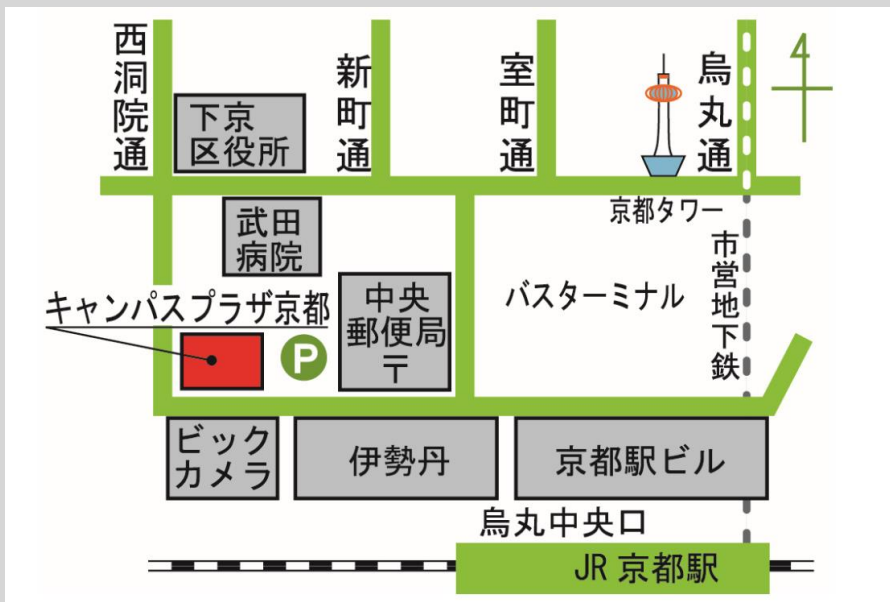 西洞院通
新町通
室町通
烏丸通
4
下京
区役所
京都タワー
武田
病院
市営地下鉄
キャンパスプラザ京都
中央
郵便局
〒
バスターミナル
P
ビック
カメラ
伊勢丹
京都駅ビル
烏丸中央口
JR 京都駅